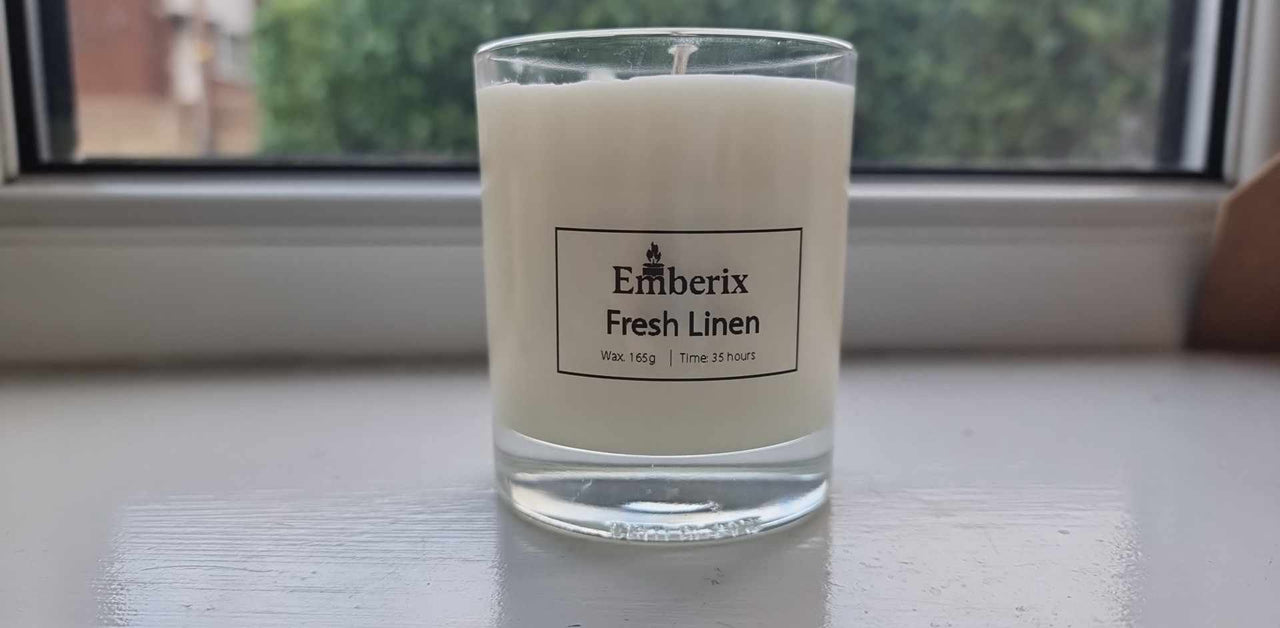 Emberix
Fresh Linen
Wax. 165g | Time: 35 hours